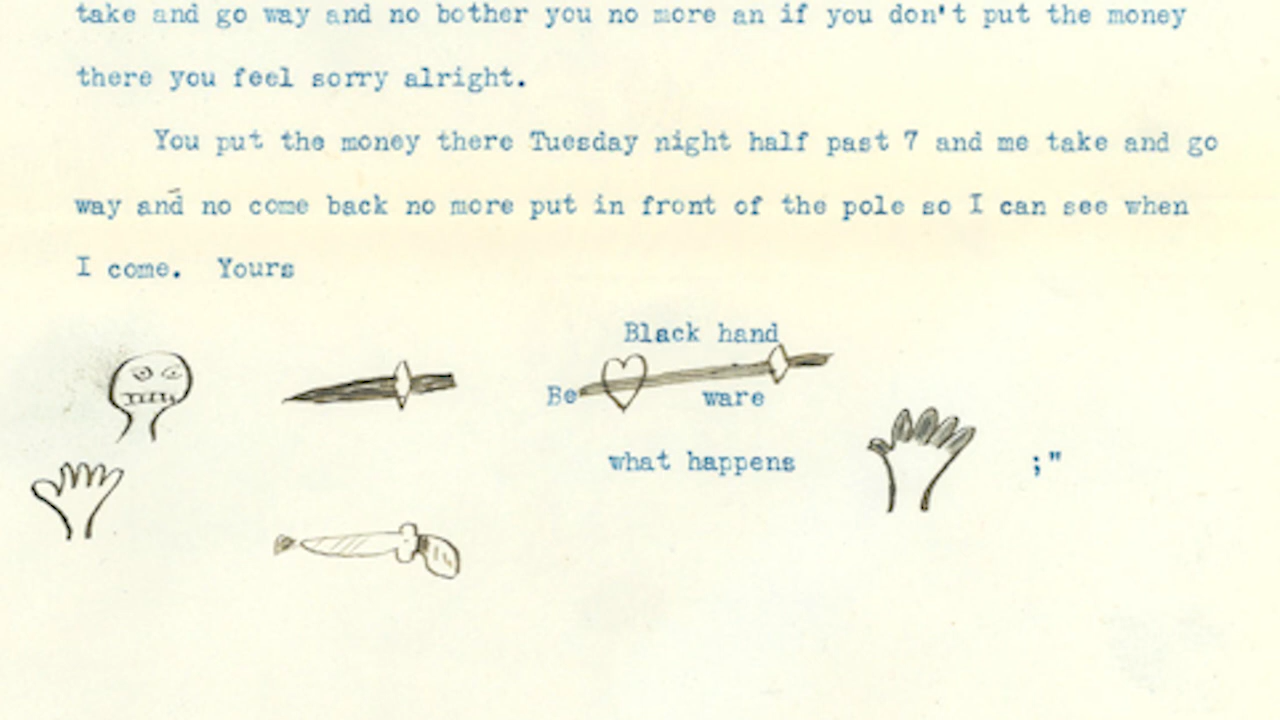 take and go way and no bother you no more an if you don't put the money
there you feel sorry alright.
You put the money there Tuesday night half past 7 and me take and go
way and no come back no more put in front of the pole so I can see when
I come. Yours
Black hand
Be ware
what happens ;"